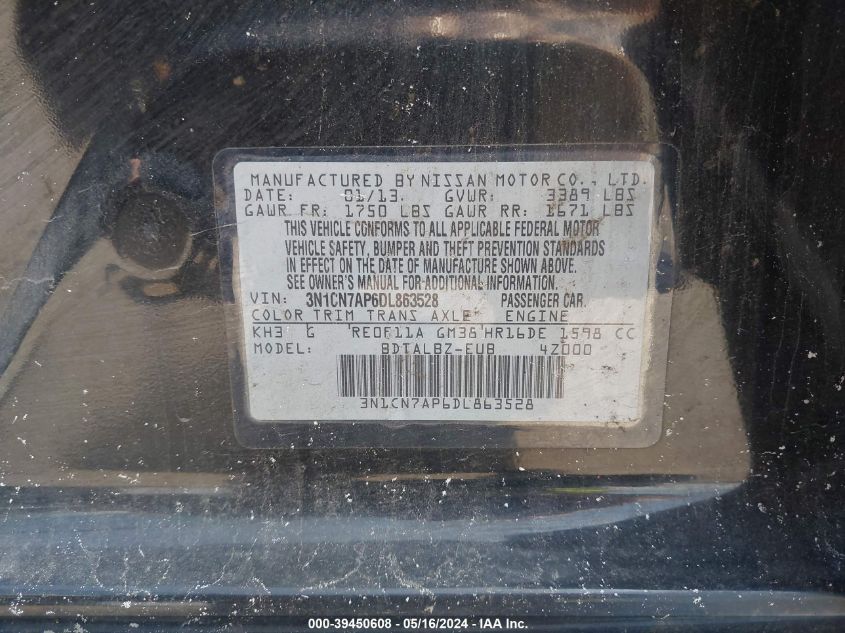 MANUFACTURED BY NISSAN MOTOR CO., LTD.
DATE: 01/13. GVWR: 3389 LBS
GAWR FR: 1750 LBS GAWR RR: 1671 LBS
THIS VEHICLE CONFORMS TO ALL APPLICABLE FEDERAL MOTOR
VEHICLE SAFETY, BUMPER AND THEFT PREVENTION STANDARDS
IN EFFECT ON THE DATE OF MANUFACTURE SHOWN ABOVE.
SEE OWNER'S MANUAL FOR ADDITIONAL INFORMATION.
VIN: 3N1CN7AP6DL863528 PASSENGER CAR.
COLOR TRIM TRANS AXLE ENGINE
KH3 G RE0F11A GM38 HR16DE 1598 CC
MODEL: BDTALBZ-EUB 4Z000
3N1CN7AP6DL863528
000-39450608 - 05/16/2024 - IAA Inc.